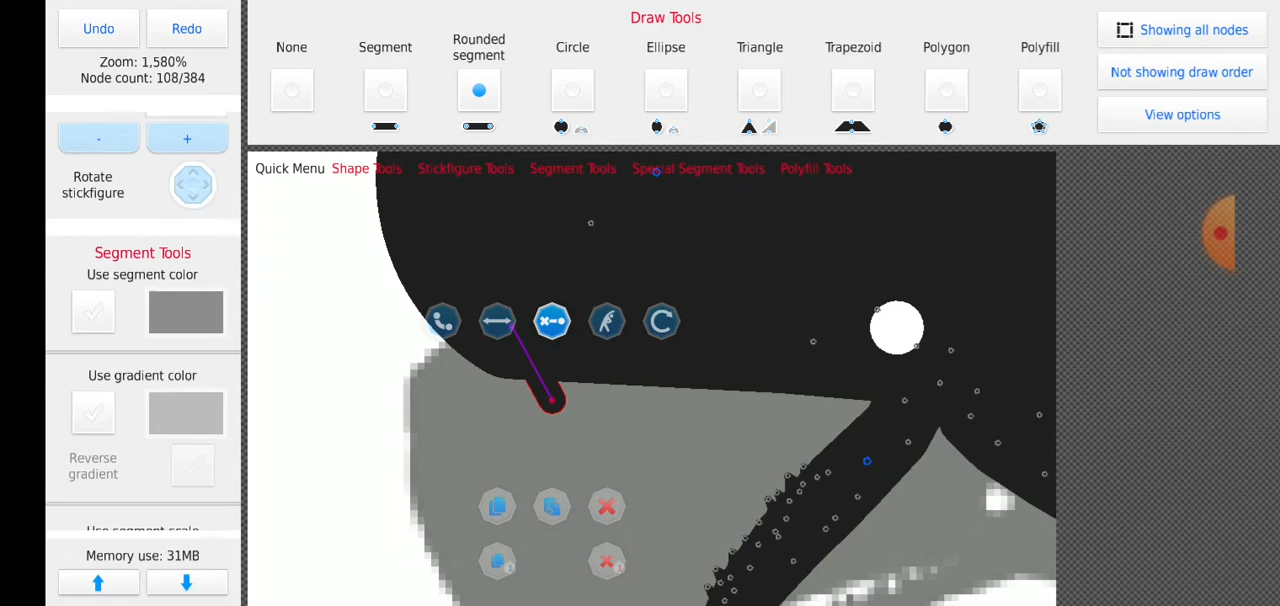 Undo
Redo
Zoom: 1,580%
Node count: 108/384
-
+
Rotate
stickfigure
Segment Tools
Use segment color
Use gradient color
Reverse
gradient
Use segment scale
Memory use: 31MB
Draw Tools
None
Segment
Rounded
segment
Circle
Ellipse
Triangle
Trapezoid
Polygon
Polyfill
Showing all nodes
Not showing draw order
View options
Quick Menu Shape Tools Stickfigure Tools Segment Tools Special Segment Tools Polyfill Tools